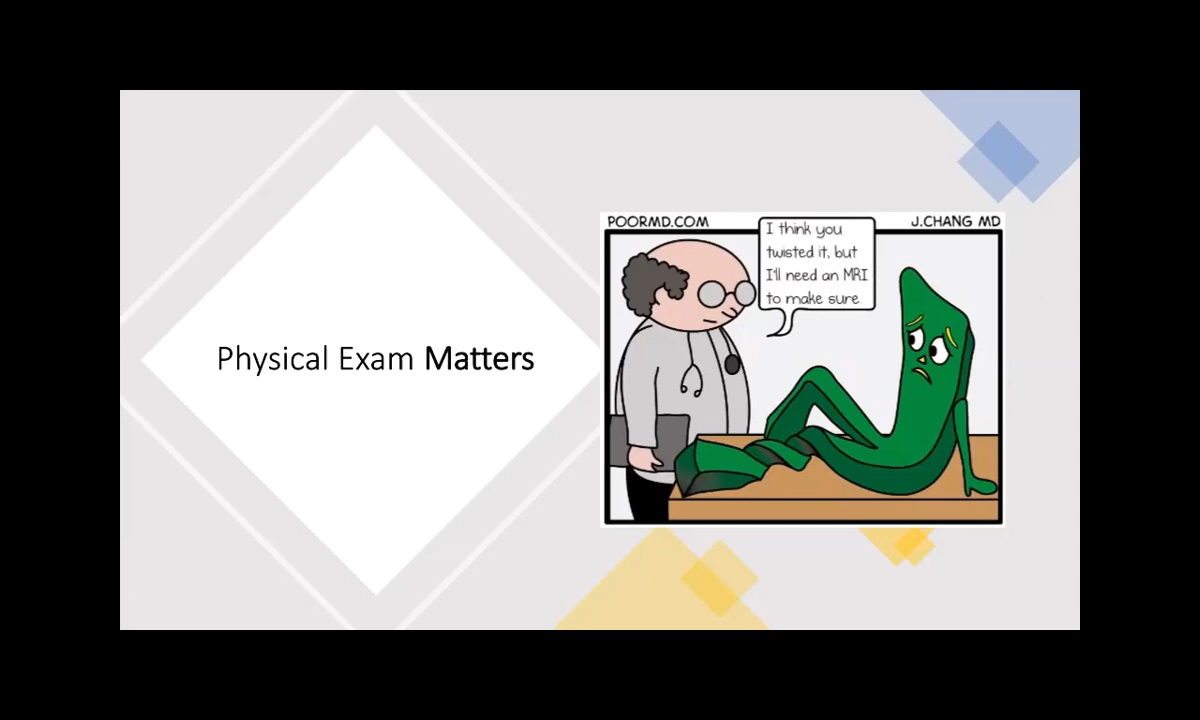 Physical Exam Matters
POORMD.COM
J.CHANG MD
I think you
twisted it, but
I'll need an MRI
to make sure.